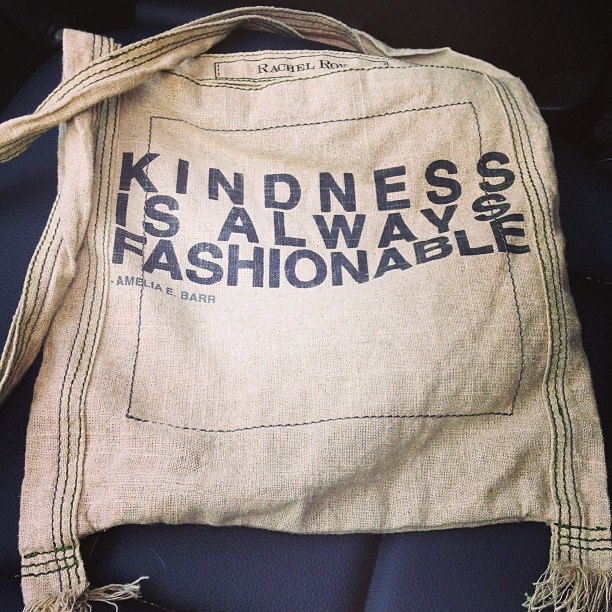 RACHEL ROY
KINDNESS
IS ALWAYS
FASHIONABLE
-AMELIA E. BARR